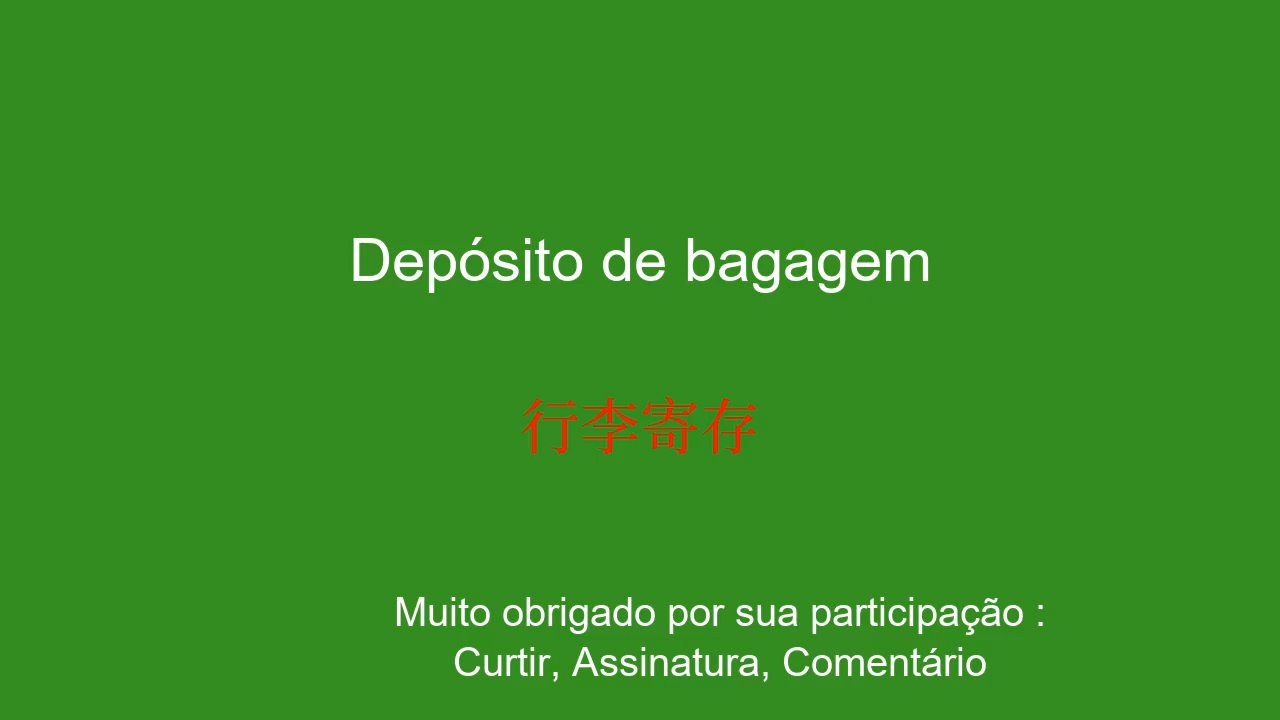 Depósito de bagagem
行李寄存
Muito obrigado por sua participação :
Curtir, Assinatura, Comentário